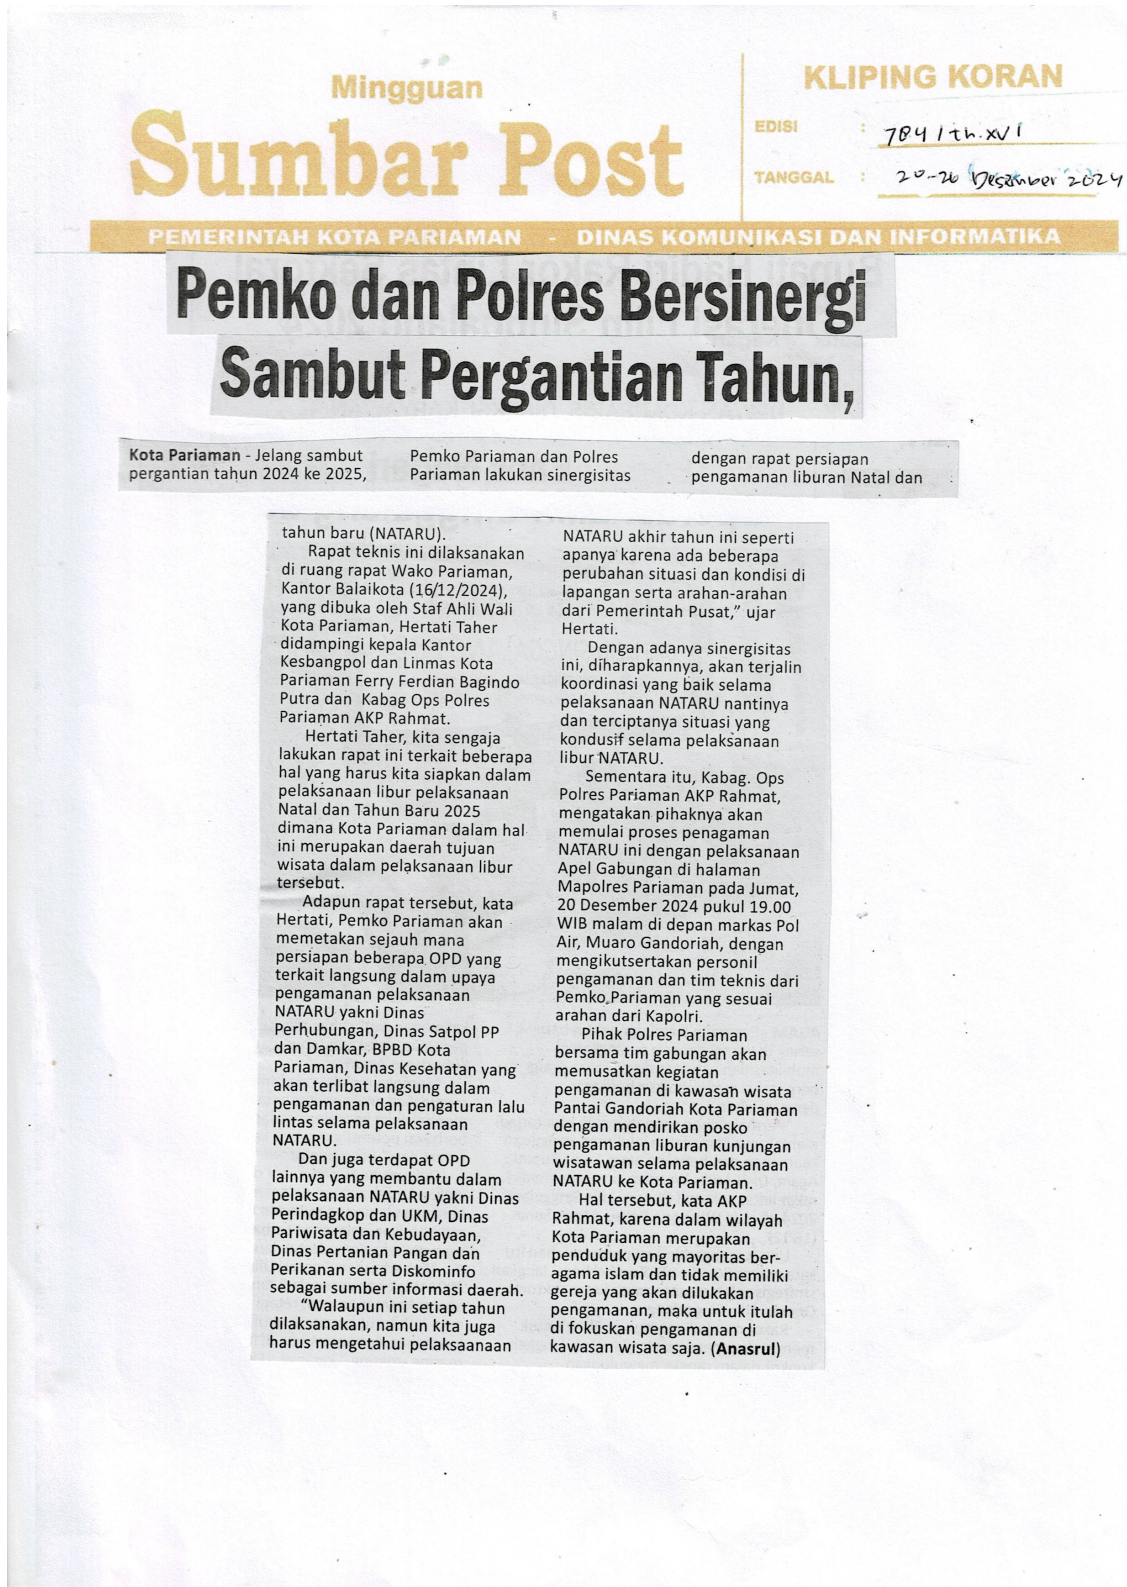 Mingguan
Sumbar Post
KLIPING KORAN
EDISI : 784 / th.XVI
TANGGAL : 20-26 Desember 2024
PEMERINTAH KOTA PARIAMAN - DINAS KOMUNIKASI DAN INFORMATIKA
Pemko dan Polres Bersinergi
Sambut Pergantian Tahun,
Kota Pariaman - Jelang sambut
pergantian tahun 2024 ke 2025,
Pemko Pariaman dan Polres
Pariaman lakukan sinergisitas
dengan rapat persiapan
pengamanan liburan Natal dan
tahun baru (NATARU).
Rapat teknis ini dilaksanakan
di ruang rapat Wako Pariaman,
Kantor Balaikota (16/12/2024),
yang dibuka oleh Staf Ahli Wali
Kota Pariaman, Hertati Taher
didampingi kepala Kantor
Kesbangpol dan Linmas Kota
Pariaman Ferry Ferdian Bagindo
Putra dan Kabag Ops Polres
Pariaman AKP Rahmat.
Hertati Taher, kita sengaja
lakukan rapat ini terkait beberapa
hal yang harus kita siapkan dalam
pelaksanaan libur pelaksanaan
Natal dan Tahun Baru 2025
dimana Kota Pariaman dalam hal
ini merupakan daerah tujuan
wisata dalam pelaksanaan libur
tersebut.
Adapun rapat tersebut, kata
Hertati, Pemko Pariaman akan
memetakan sejauh mana
persiapan beberapa OPD yang
terkait langsung dalam upaya
pengamanan pelaksanaan
NATARU yakni Dinas
Perhubungan, Dinas Satpol PP
dan Damkar, BPBD Kota
Pariaman, Dinas Kesehatan yang
akan terlibat langsung dalam
pengamanan dan pengaturan lalu
lintas selama pelaksanaan
NATARU.
Dan juga terdapat OPD
lainnya yang membantu dalam
pelaksanaan NATARU yakni Dinas
Perindagkop dan UKM, Dinas
Pariwisata dan Kebudayaan,
Dinas Pertanian Pangan dan
Perikanan serta Diskominfo
sebagai sumber informasi daerah.
“Walaupun ini setiap tahun
dilaksanakan, namun kita juga
harus mengetahui pelaksaanaan
NATARU akhir tahun ini seperti
apanya karena ada beberapa
perubahan situasi dan kondisi di
lapangan serta arahan-arahan
dari Pemerintah Pusat,” ujar
Hertati.
Dengan adanya sinergisitas
ini, diharapkannya, akan terjalin
koordinasi yang baik selama
pelaksanaan NATARU nantinya
dan terciptanya situasi yang
kondusif selama pelaksanaan
libur NATARU.
Sementara itu, Kabag. Ops
Polres Pariaman AKP Rahmat,
mengatakan pihaknya akan
memulai proses penagaman
NATARU ini dengan pelaksanaan
Apel Gabungan di halaman
Mapolres Pariaman pada Jumat,
20 Desember 2024 pukul 19.00
WIB malam di depan markas Pol
Air, Muaro Gandoriah, dengan
mengikutsertakan personil
pengamanan dan tim teknis dari
Pemko Pariaman yang sesuai
arahan dari Kapolri.
Pihak Polres Pariaman
bersama tim gabungan akan
memusatkan kegiatan
pengamanan di kawasan wisata
Pantai Gandoriah Kota Pariaman
dengan mendirikan posko
pengamanan liburan kunjungan
wisatawan selama pelaksanaan
NATARU ke Kota Pariaman.
Hal tersebut, kata AKP
Rahmat, karena dalam wilayah
Kota Pariaman merupakan
penduduk yang mayoritas ber-
agama islam dan tidak memiliki
gereja yang akan dilukakan
pengamanan, maka untuk itulah
di fokuskan pengamanan di
kawasan wisata saja. (Anasrul)